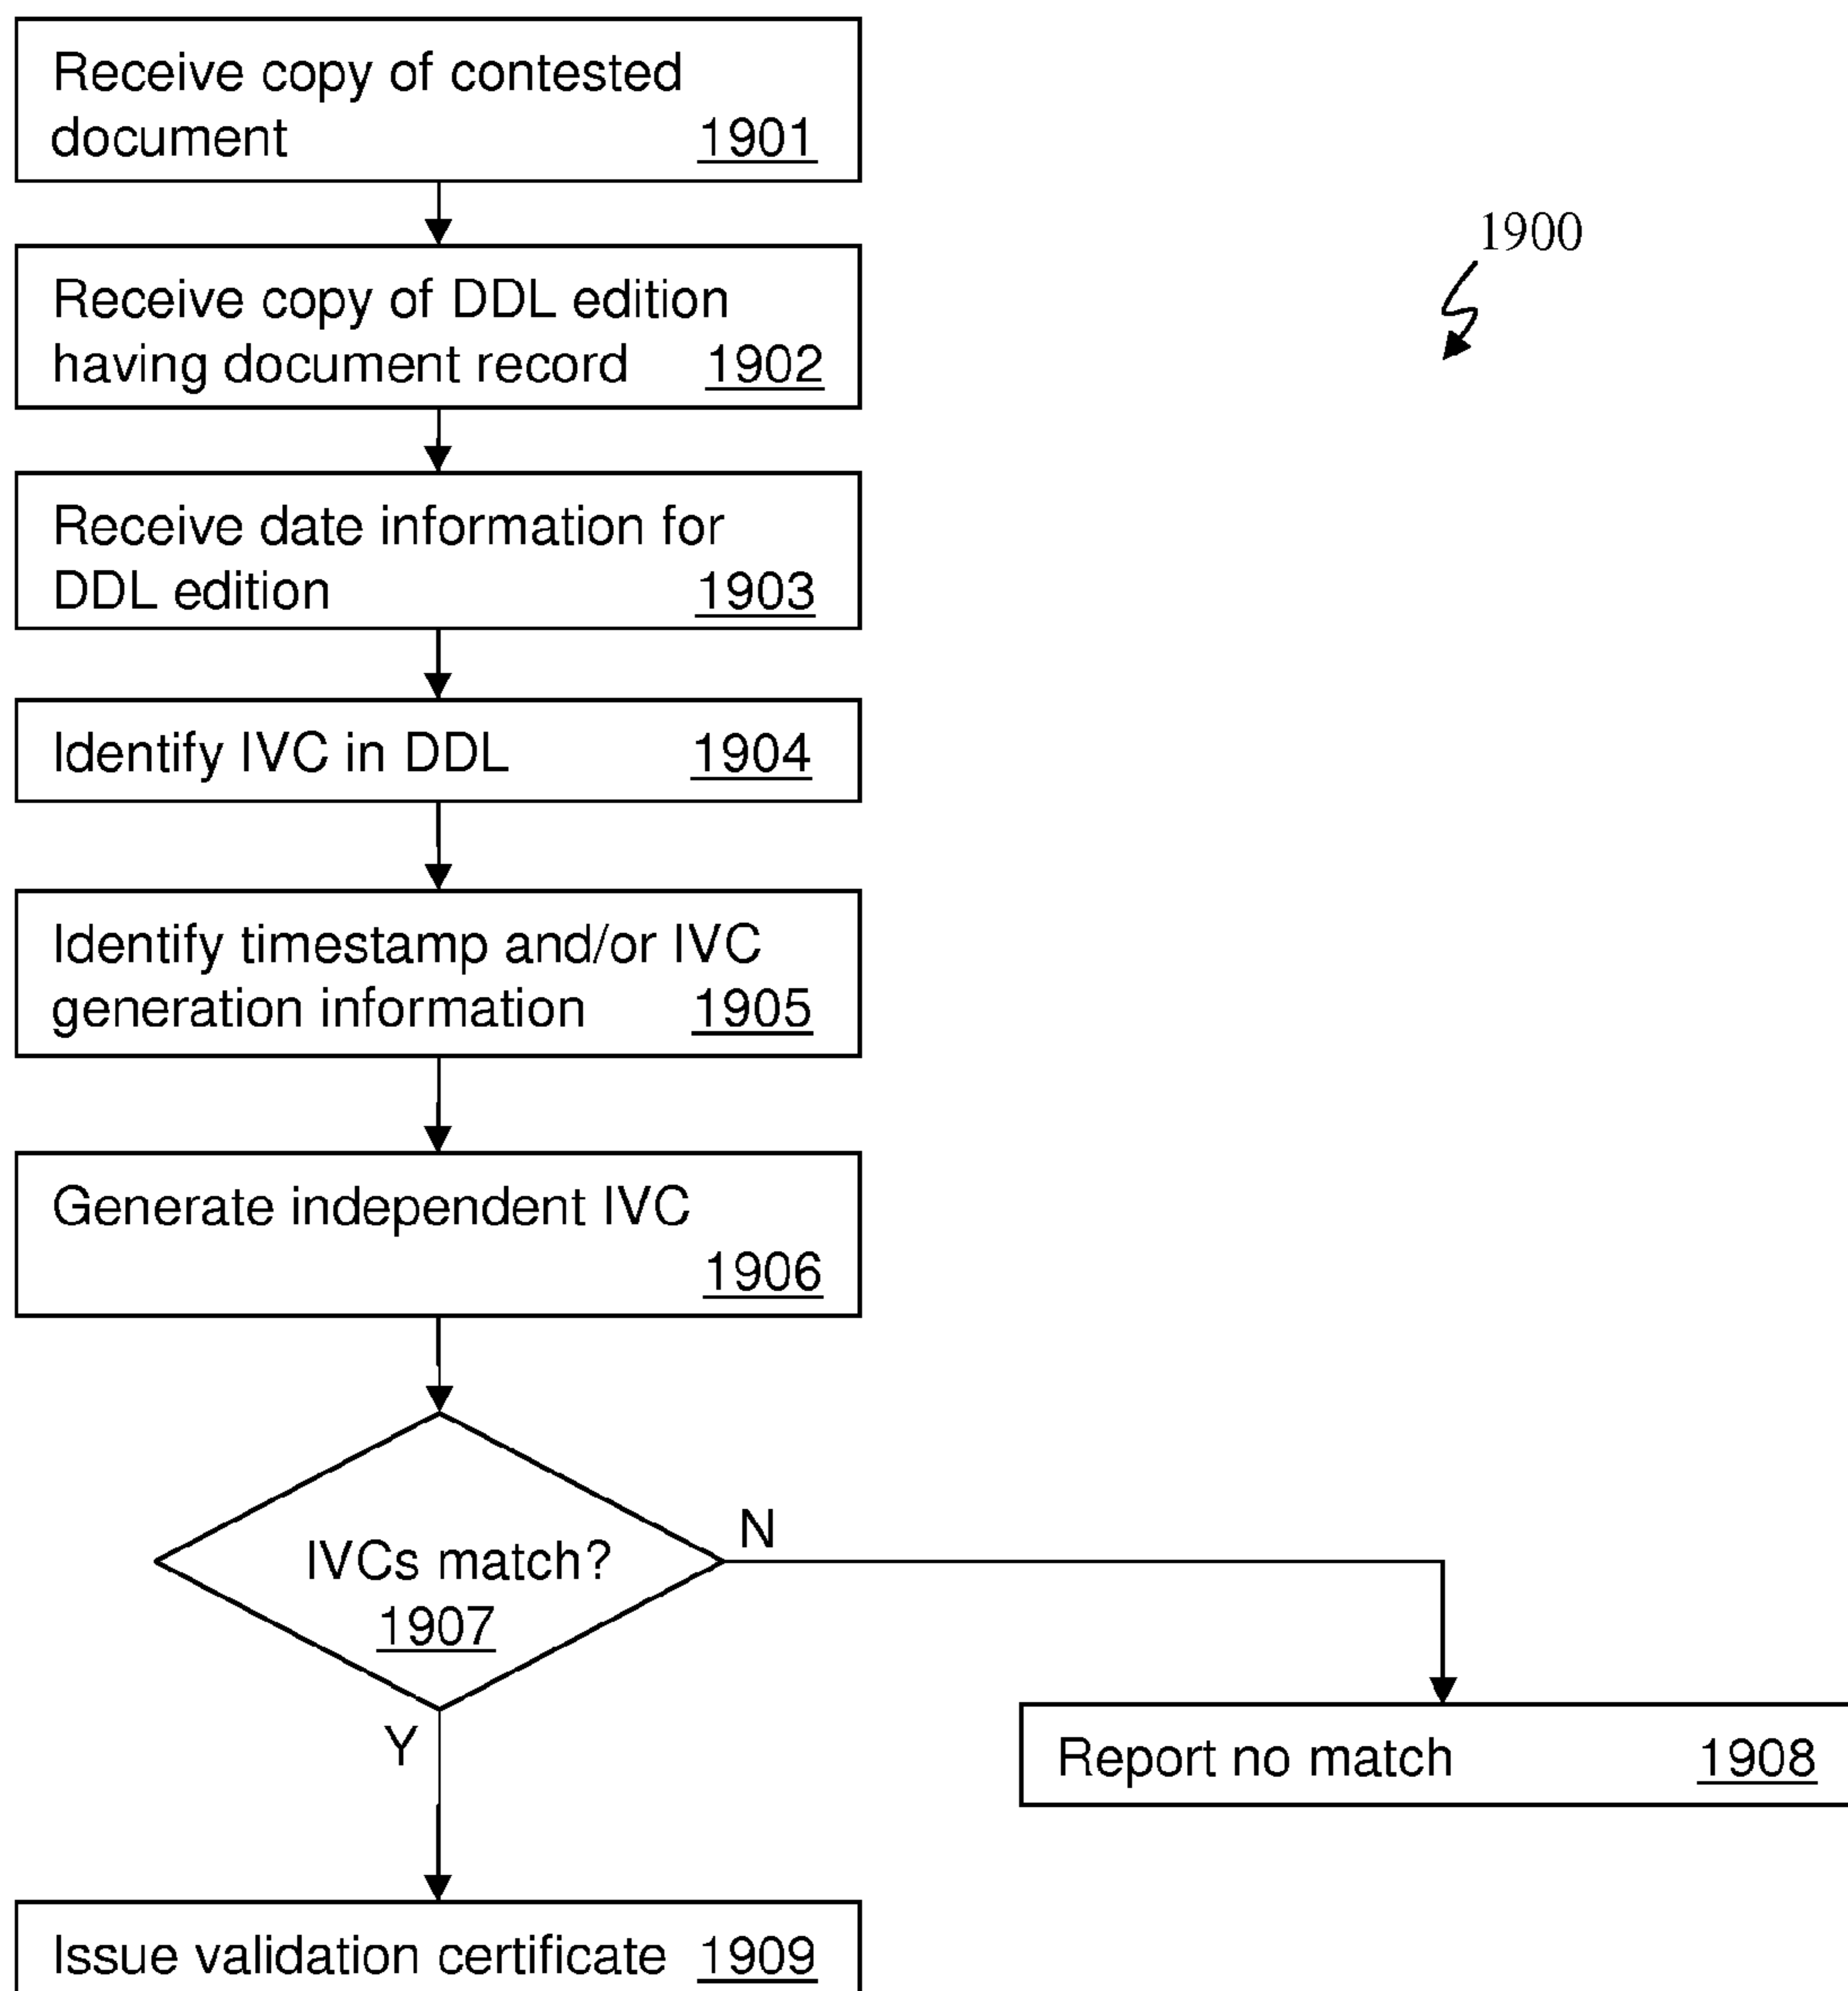 Receive copy of contested
document 1901
1900
Receive copy of DDL edition
having document record 1902
Receive date information for
DDL edition 1903
Identify IVC in DDL 1904
Identify timestamp and/or IVC
generation information 1905
Generate independent IVC
1906
N
IVCs match?
1907
Y
Report no match 1908
Issue validation certificate 1909